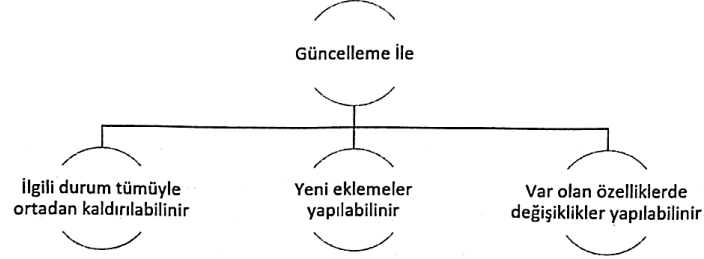 Güncelleme İle
İlgili durum tümüyle
ortadan kaldırılabilinir
Yeni eklemeler
yapılabilinir
Var olan özelliklerde
değişiklikler yapılabilinir